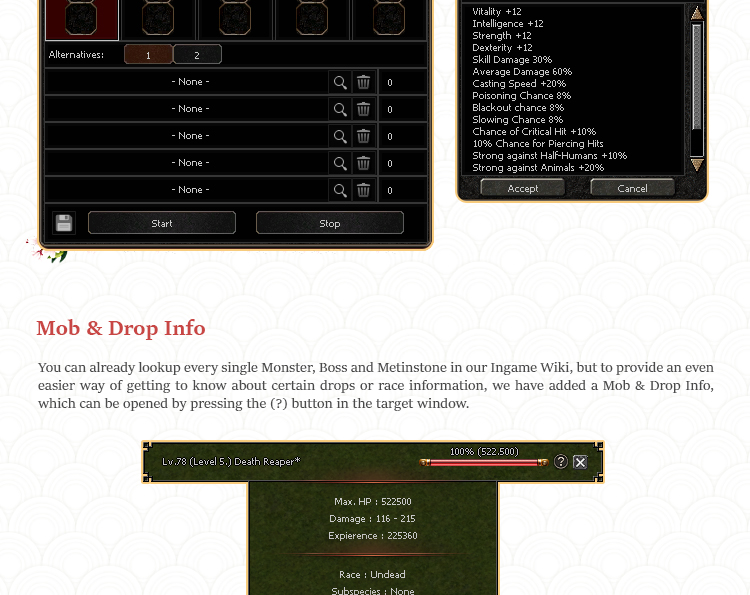 Alternatives:
1
2
- None -
0
- None -
0
- None -
0
- None -
0
- None -
0
Start
Stop
Vitality +12
Intelligence +12
Strength +12
Dexterity +12
Skill Damage 30%
Average Damage 60%
Casting Speed +20%
Poisoning Chance 8%
Blackout chance 8%
Slowing Chance 8%
Chance of Critical Hit +10%
10% Chance for Piercing Hits
Strong against Half-Humans +10%
Strong against Animals +20%
Accept
Cancel
Mob & Drop Info
You can already lookup every single Monster, Boss and Metinstone in our Ingame Wiki, but to provide an even
easier way of getting to know about certain drops or race information, we have added a Mob & Drop Info,
which can be opened by pressing the (?) button in the target window.
Lv.78 (Level 5.) Death Reaper*
100% (522.500)
?
Max. HP : 522500
Damage : 116 - 215
Expierence : 225360
Race : Undead
Subspecies : None